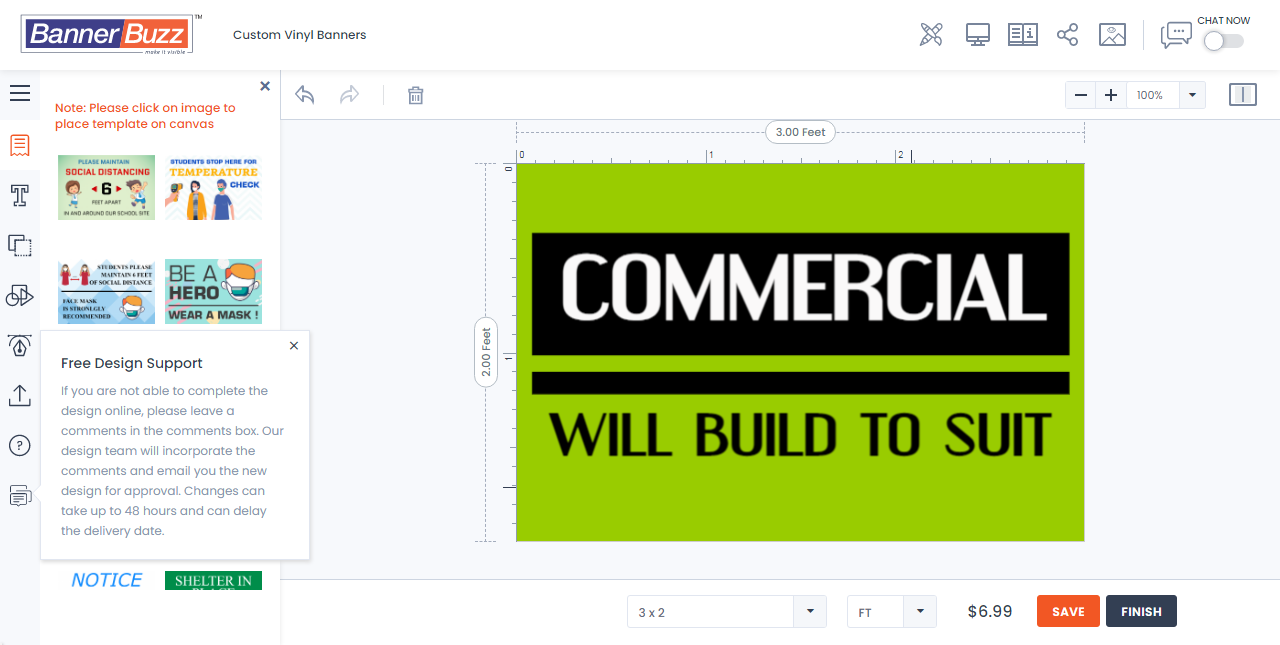 BannerBuzz™
make it visible
Custom Vinyl Banners
CHAT NOW
Note: Please click on image to
place template on canvas
100%
3.00 Feet
0 1 2
0
2.00 Feet
1
PLEASE MAINTAIN
SOCIAL DISTANCING
6
FEET APART
IN AND AROUND OUR SCHOOL SITE
STUDENTS STOP HERE FOR
TEMPERATURE
CHECK
STUDENTS PLEASE
MAINTAIN 6 FEET
OF SOCIAL DISTANCE
FACE MASK
IS STRONLGLY
RECOMMENDED
BE A
HERO
WEAR A MASK !
COMMERCIAL
WILL BUILD TO SUIT
Free Design Support
If you are not able to complete the
design online, please leave a
comments in the comments box. Our
design team will incorporate the
comments and email you the new
design for approval. Changes can
take up to 48 hours and can delay
the delivery date.
NOTICE
SHELTER IN
PLACE
3 x 2
FT
$6.99
SAVE
FINISH